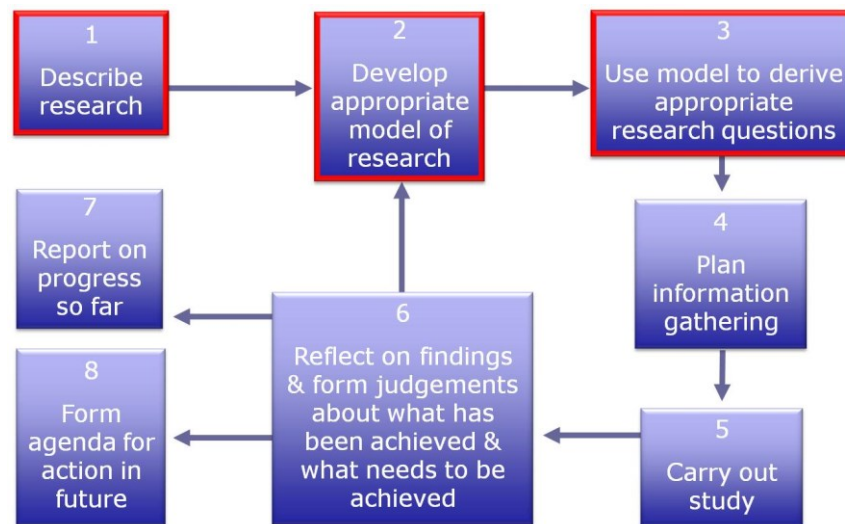 1
Describe
research
2
Develop
appropriate
model of
research
3
Use model to derive
appropriate
research questions
4
Plan
information
gathering
5
Carry out
study
6
Reflect on findings
& form judgements
about what has
been achieved &
what needs to be
achieved
7
Report on
progress
so far
8
Form
agenda for
action in
future